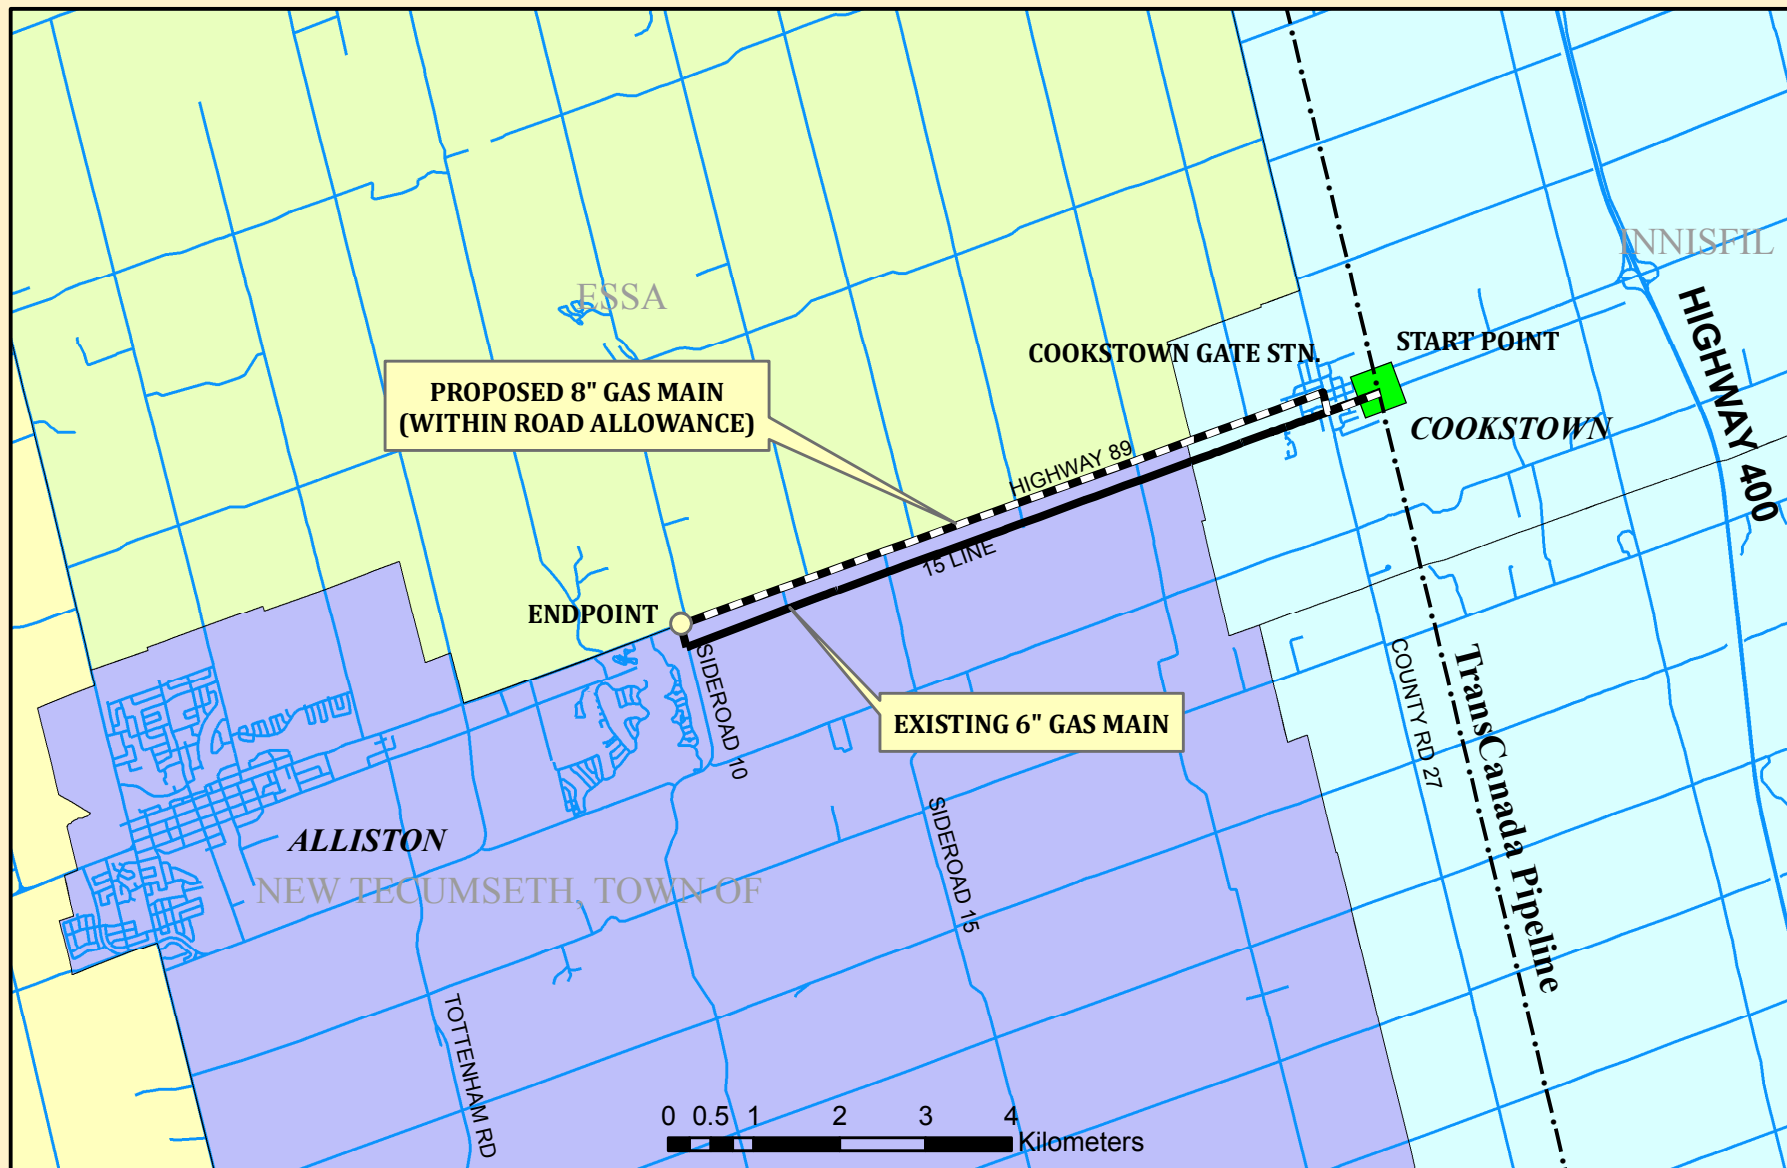 INNISFIL
ESSA
HIGHWAY 400
START POINT
COOKSTOWN GATE STN.
PROPOSED 8" GAS MAIN
(WITHIN ROAD ALLOWANCE)
COOKSTOWN
HIGHWAY 89
15 LINE
ENDPOINT
SIDEROAD 10
EXISTING 6" GAS MAIN
COUNTY RD 27
TransCanada Pipeline
SIDEROAD 15
ALLISTON
NEW TECUMSETH, TOWN OF
TOTTENHAM RD
0 0.5 1 2 3 4
Kilometers